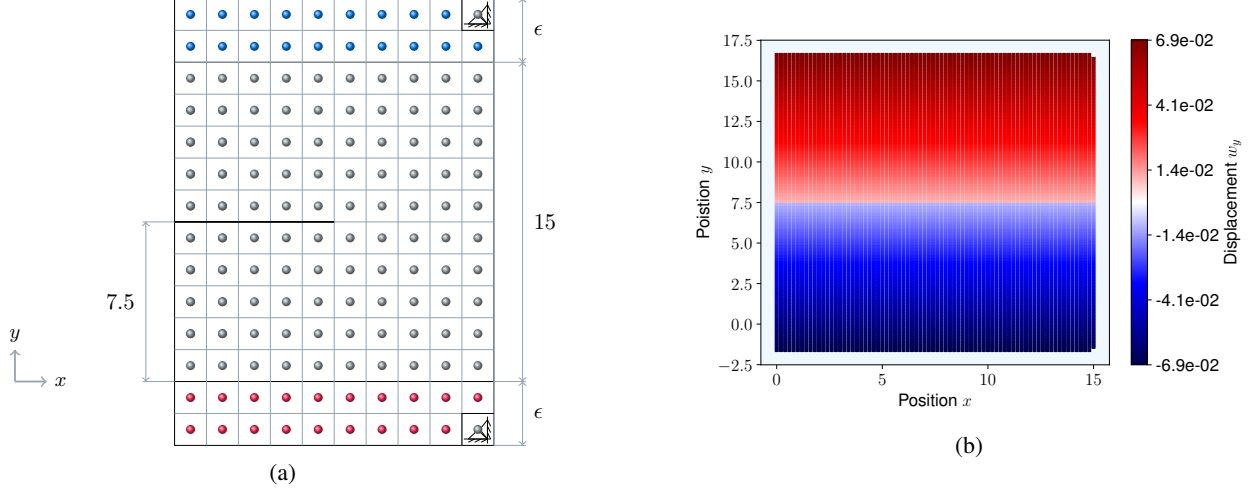 ϵ
15
7.5
y
x
ϵ
(a)
17.5
15.0
12.5
10.0
7.5
5.0
2.5
0.0
−2.5
Poistion y
0
5
10
15
Position x
6.9e-02
4.1e-02
1.4e-02
-1.4e-02
-4.1e-02
-6.9e-02
Displacement w_y
(b)